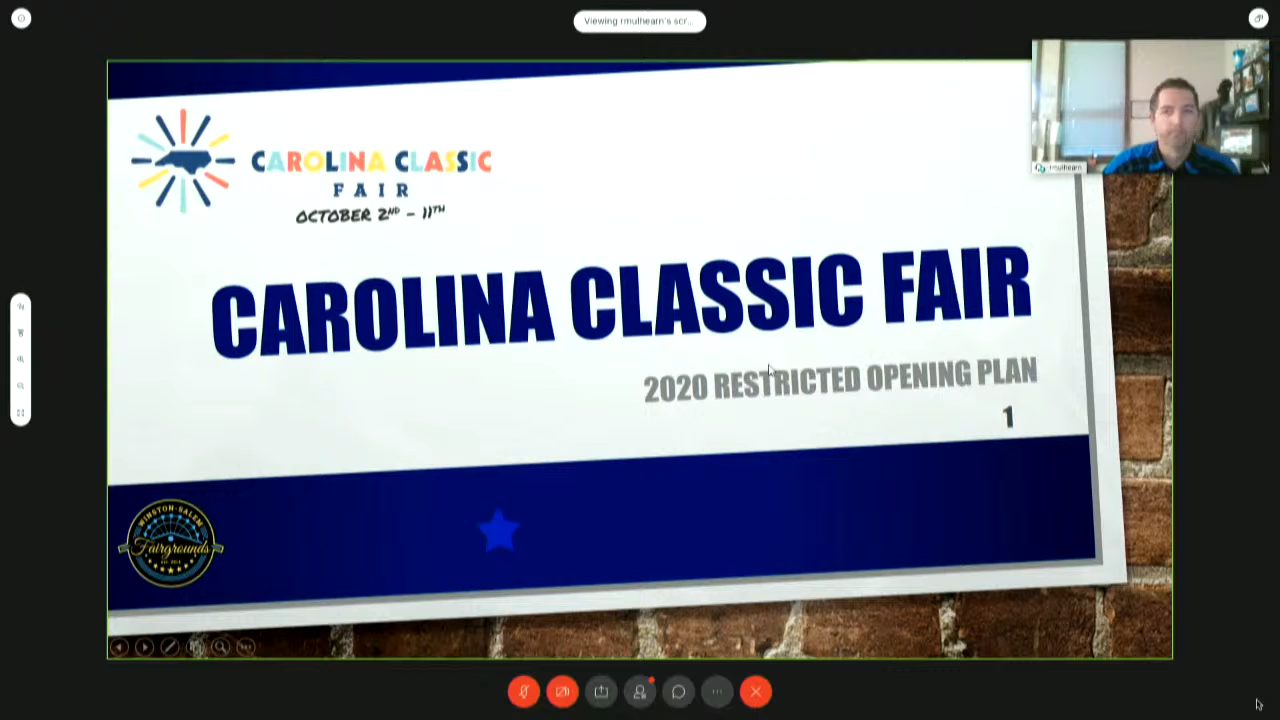 Viewing rmulhearn's scr...
rmulhearn
CAROLINA CLASSIC
FAIR
OCTOBER 2ND - 11TH
CAROLINA CLASSIC FAIR
2020 RESTRICTED OPENING PLAN
1
WINSTON-SALEM
Fairgrounds